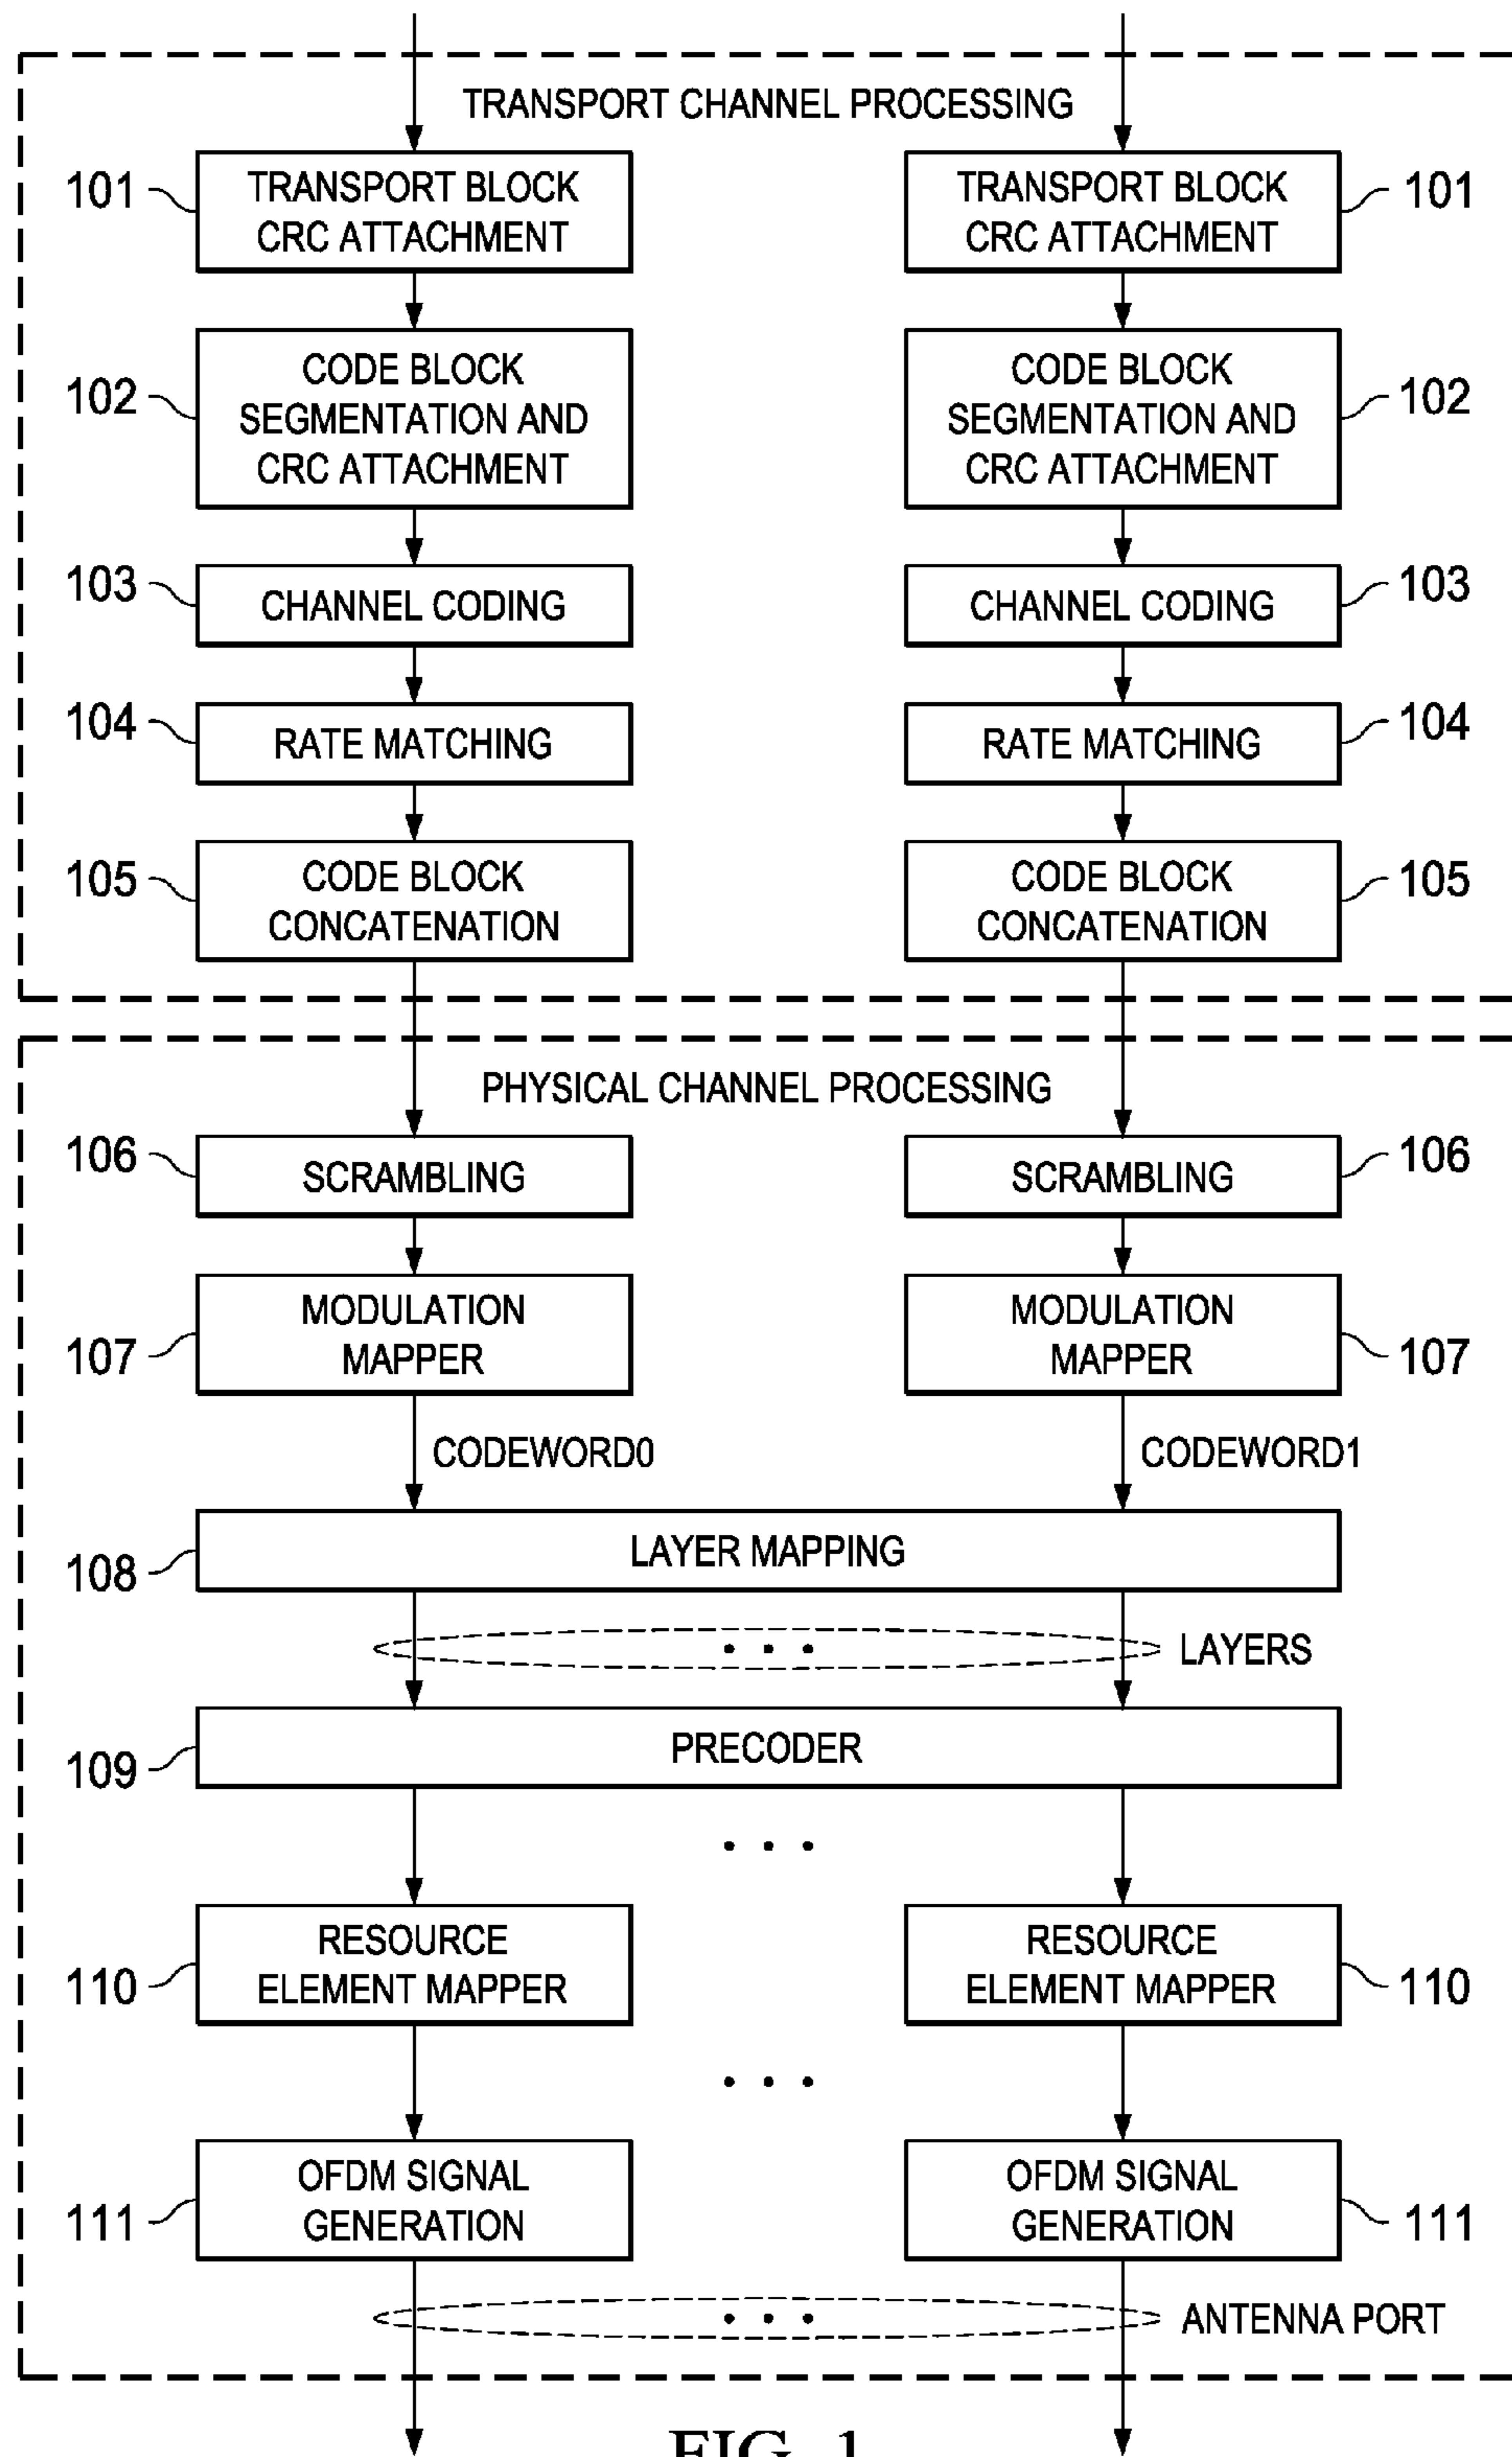 TRANSPORT CHANNEL PROCESSING
101 TRANSPORT BLOCK TRANSPORT BLOCK 101
CRC ATTACHMENT CRC ATTACHMENT
CODE BLOCK CODE BLOCK
102 SEGMENTATION AND SEGMENTATION AND 102
CRC ATTACHMENT CRC ATTACHMENT
103 CHANNEL CODING CHANNEL CODING 103
104 RATE MATCHING RATE MATCHING 104
105 CODE BLOCK CODE BLOCK 105
CONCATENATION CONCATENATION
PHYSICAL CHANNEL PROCESSING
106 SCRAMBLING SCRAMBLING 106
MODULATION MODULATION
107 MAPPER MAPPER 107
CODEWORD0 CODEWORD1
108 LAYER MAPPING
• • • LAYERS
109 PRECODER
• • •
RESOURCE RESOURCE
110 ELEMENT MAPPER ELEMENT MAPPER 110
• • •
OFDM SIGNAL OFDM SIGNAL
111 GENERATION GENERATION 111
• • • ANTENNA PORT
FIG. 1